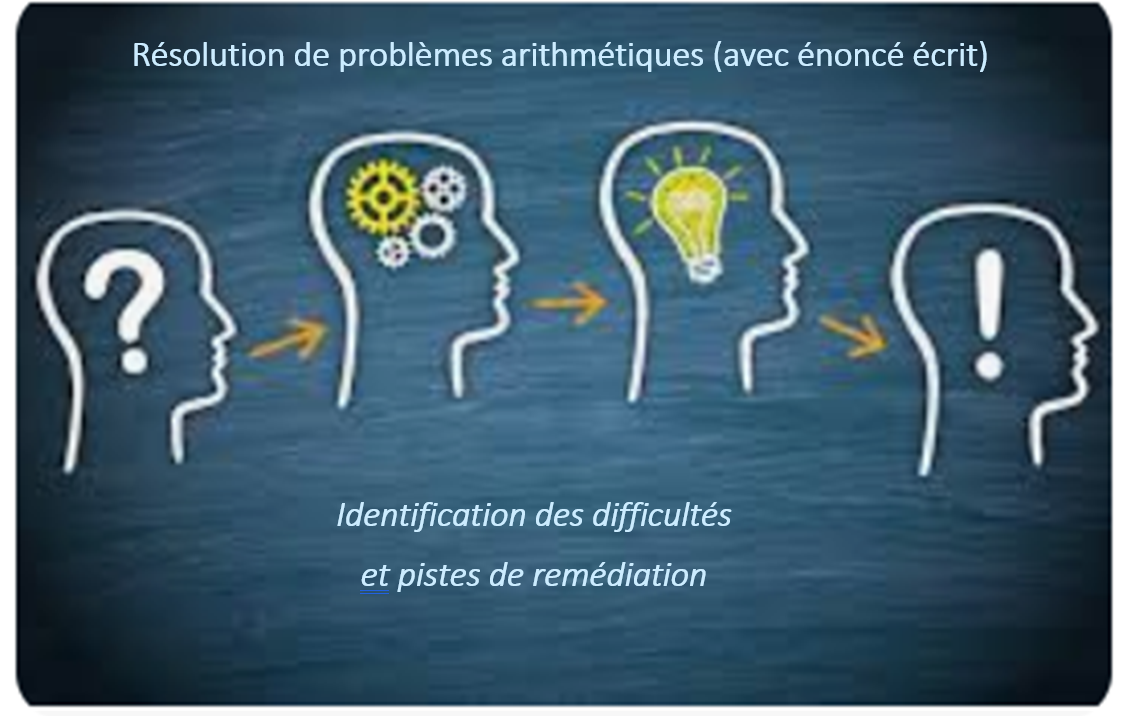 Résolution de problèmes arithmétiques (avec énoncé écrit)
? !
Identification des difficultés
et pistes de remédiation